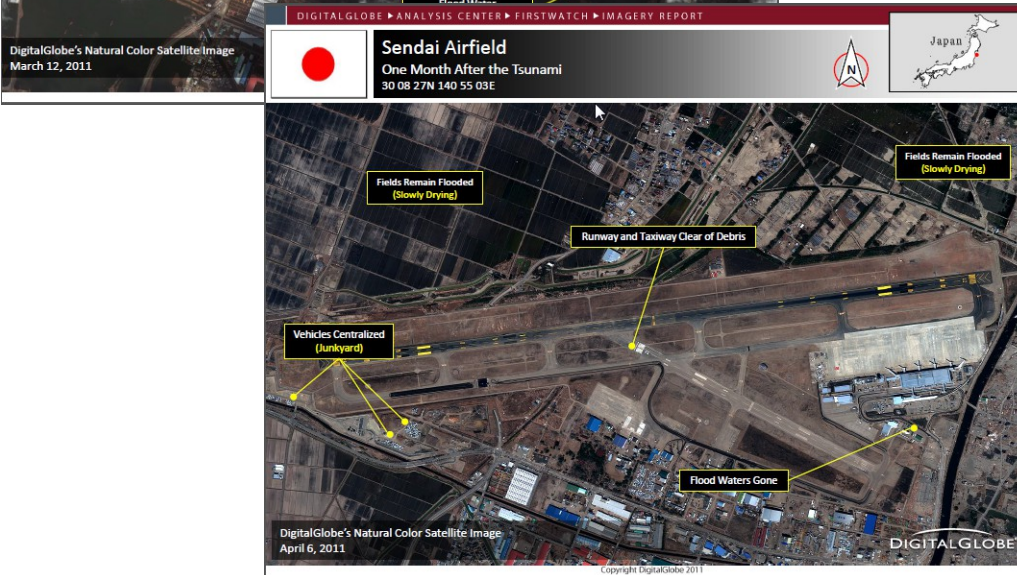 Flood Water
DigitalGlobe's Natural Color Satellite Image
March 12, 2011
DIGITALGLOBE ▶ ANALYSIS CENTER ▶ FIRSTWATCH ▶ IMAGERY REPORT
Sendai Airfield
One Month After the Tsunami
30 08 27N 140 55 03E
N
Japan
Fields Remain Flooded
(Slowly Drying)
Fields Remain Flooded
(Slowly Drying)
Runway and Taxiway Clear of Debris
Vehicles Centralized
(Junkyard)
Flood Waters Gone
DigitalGlobe's Natural Color Satellite Image
April 6, 2011
DIGITALGLOBE
Copyright DigitalGlobe 2011